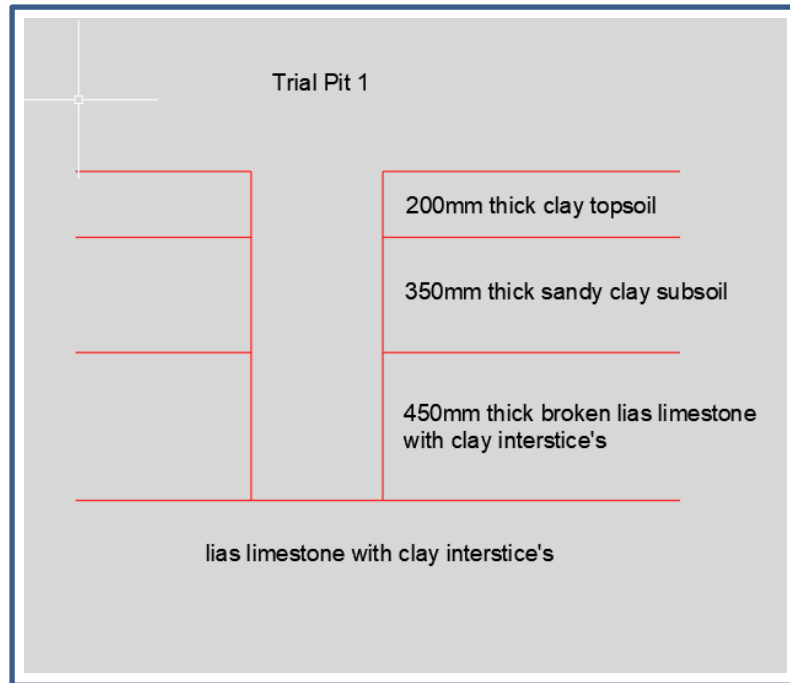 Trial Pit 1
200mm thick clay topsoil
350mm thick sandy clay subsoil
450mm thick broken lias limestone
with clay interstice's
lias limestone with clay interstice's